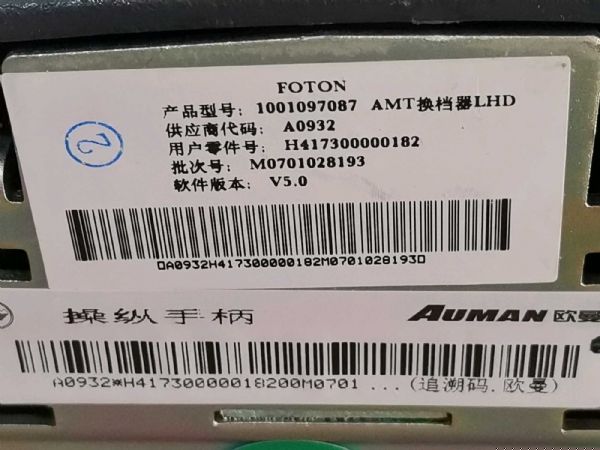 FOTON
产品型号: 1001097087 AMT换档器LHD
供应商代码: A0932
用户零件号: H417300000182
批次号: M0701028193
软件版本: V5.0
2
□A0932H417300000182M0701028193□
操纵手柄 AUMAN 欧曼
A0932*H41730000018200M0701 ... (追溯码.欧曼)